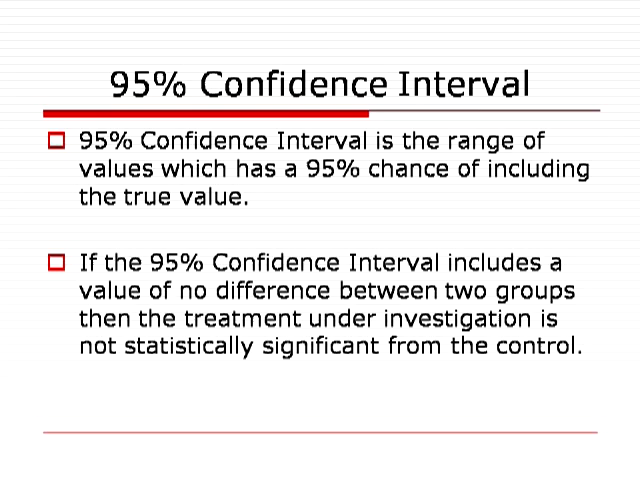 95% Confidence Interval
95% Confidence Interval is the range of
values which has a 95% chance of including
the true value.
If the 95% Confidence Interval includes a
value of no difference between two groups
then the treatment under investigation is
not statistically significant from the control.